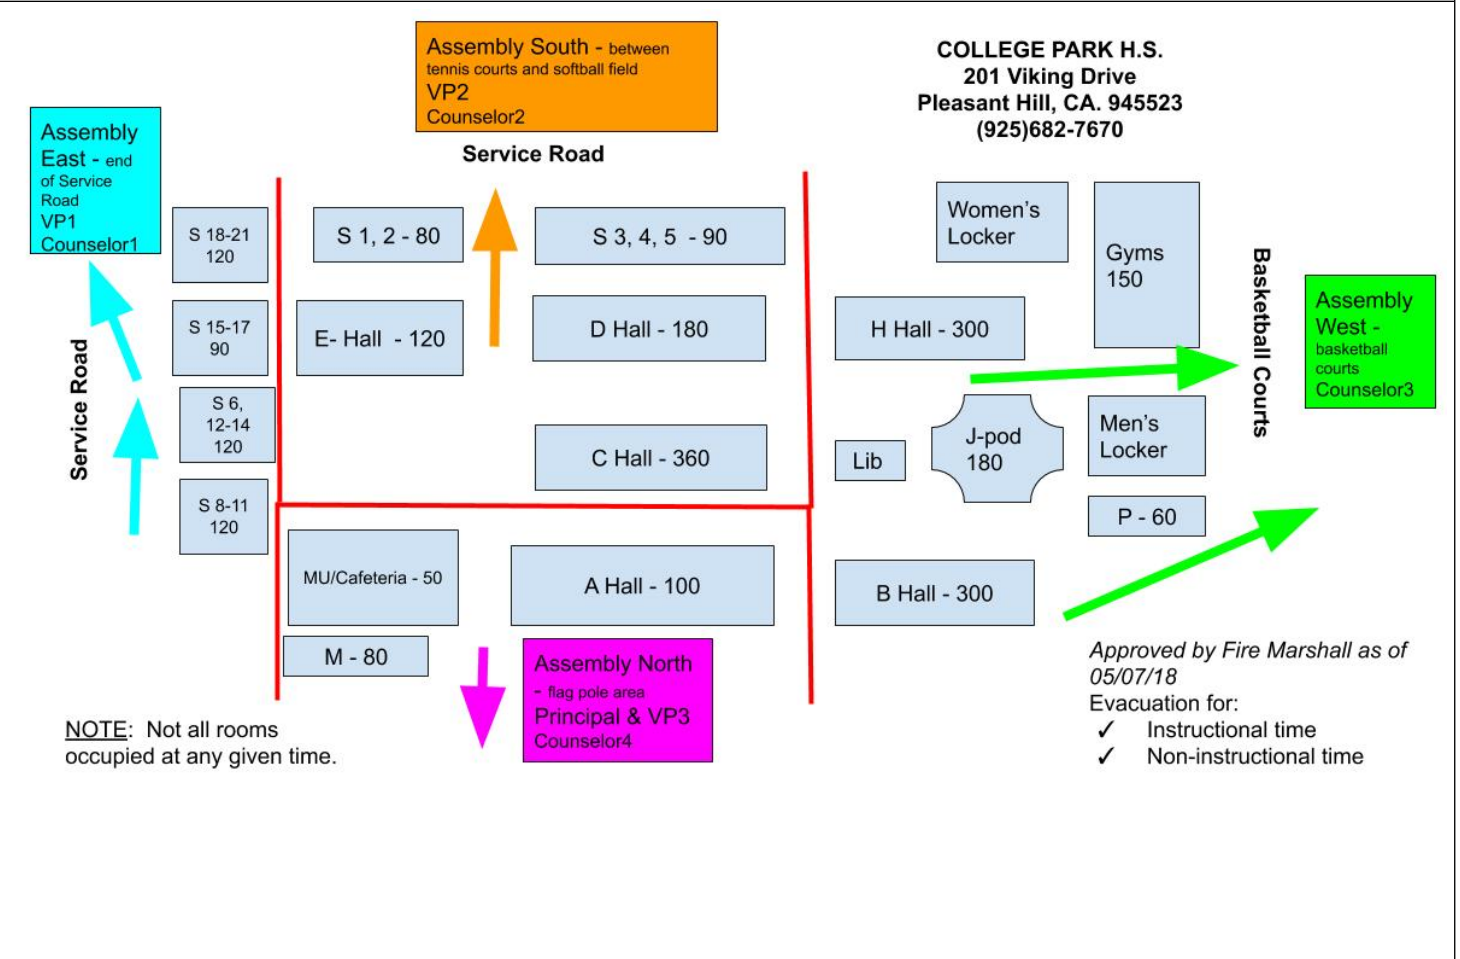 Assembly South - between
tennis courts and softball field
VP2
Counselor2
COLLEGE PARK H.S.
201 Viking Drive
Pleasant Hill, CA. 945523
(925)682-7670
Assembly
East - end
of Service
Road
VP1
Counselor1
Service Road
S 18-21
120
S 1, 2 - 80
S 3, 4, 5 - 90
Women's
Locker
Gyms
150
Basketball Courts
Assembly
West -
basketball
courts
Counselor3
S 15-17
90
E- Hall - 120
D Hall - 180
H Hall - 300
Service Road
S 6,
12-14
120
C Hall - 360
Lib
J-pod
180
Men's
Locker
S 8-11
120
P - 60
MU/Cafeteria - 50
A Hall - 100
B Hall - 300
M - 80
Assembly North
- flag pole area
Principal & VP3
Counselor4
Approved by Fire Marshall as of
05/07/18
Evacuation for:
✓ Instructional time
✓ Non-instructional time
NOTE: Not all rooms
occupied at any given time.